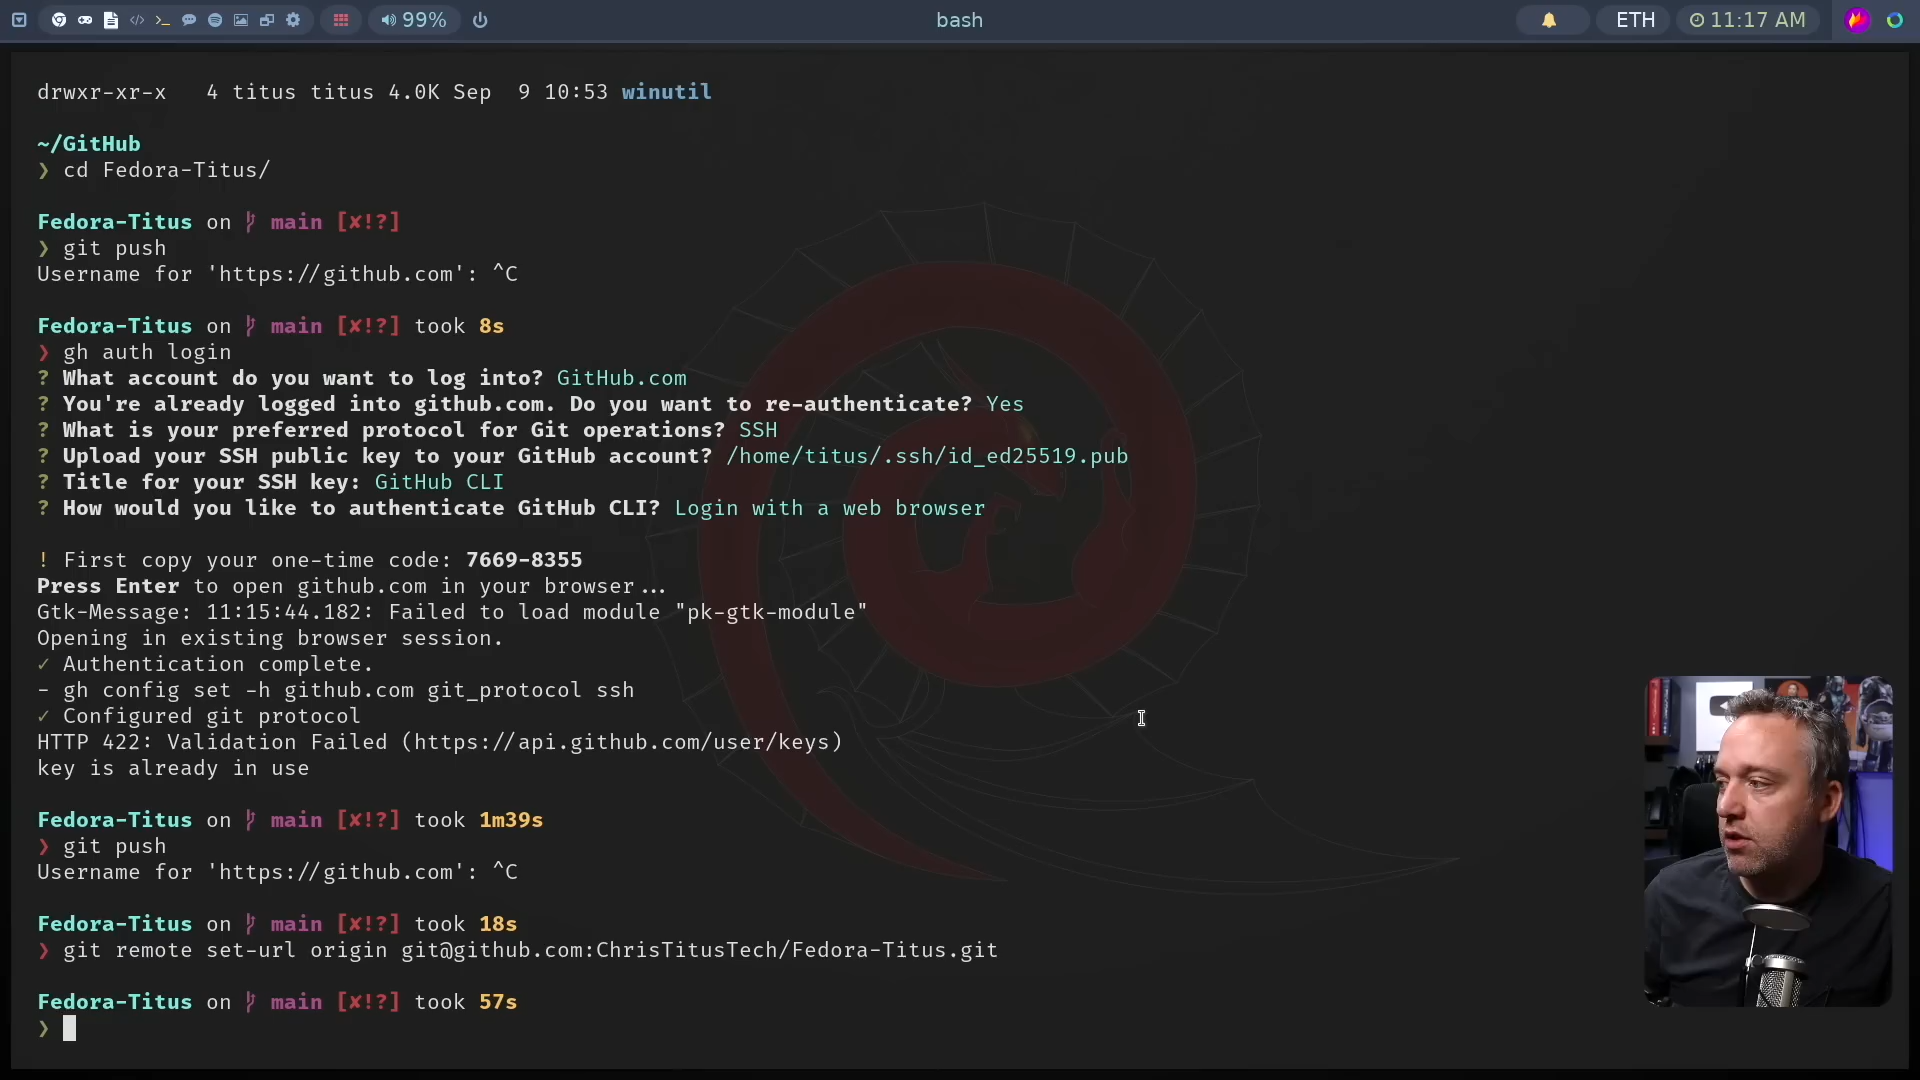 99%
bash
ETH
11:17 AM
drwxr-xr-x   4 titus titus 4.0K Sep  9 10:53 winutil
~/GitHub
❯ cd Fedora-Titus/
Fedora-Titus on main [✘!?]
❯ git push
Username for 'https://github.com': ^C
Fedora-Titus on main [✘!?] took 8s
❯ gh auth login
? What account do you want to log into? GitHub.com
? You're already logged into github.com. Do you want to re-authenticate? Yes
? What is your preferred protocol for Git operations? SSH
? Upload your SSH public key to your GitHub account? /home/titus/.ssh/id_ed25519.pub
? Title for your SSH key: GitHub CLI
? How would you like to authenticate GitHub CLI? Login with a web browser
! First copy your one-time code: 7669-8355
Press Enter to open github.com in your browser...
Gtk-Message: 11:15:44.182: Failed to load module "pk-gtk-module"
Opening in existing browser session.
✓ Authentication complete.
- gh config set -h github.com git_protocol ssh
✓ Configured git protocol
HTTP 422: Validation Failed (https://api.github.com/user/keys)
key is already in use
Fedora-Titus on main [✘!?] took 1m39s
❯ git push
Username for 'https://github.com': ^C
Fedora-Titus on main [✘!?] took 18s
❯ git remote set-url origin git@github.com:ChrisTitusTech/Fedora-Titus.git
Fedora-Titus on main [✘!?] took 57s
❯